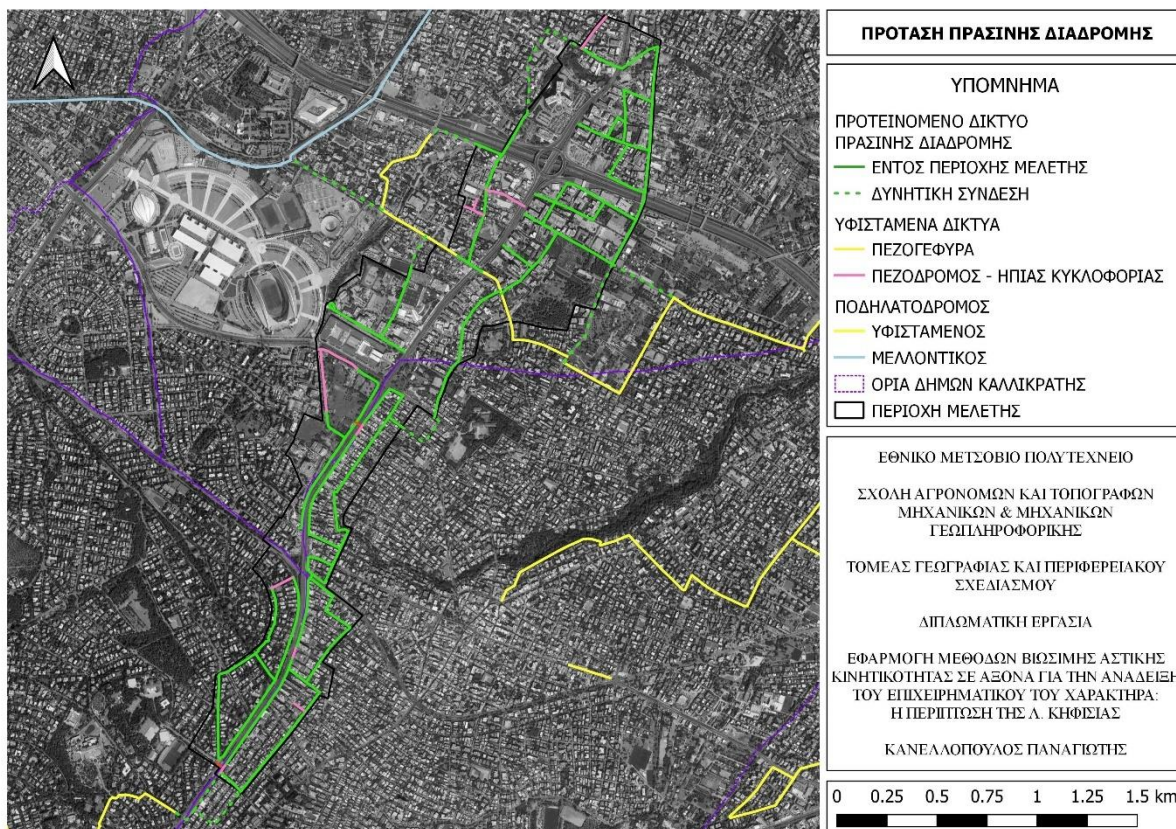 ΠΡΟΤΑΣΗ ΠΡΑΣΙΝΗΣ ΔΙΑΔΡΟΜΗΣ
ΥΠΟΜΝΗΜΑ
ΠΡΟΤΕΙΝΟΜΕΝΟ ΔΙΚΤΥΟ
ΠΡΑΣΙΝΗΣ ΔΙΑΔΡΟΜΗΣ
ΕΝΤΟΣ ΠΕΡΙΟΧΗΣ ΜΕΛΕΤΗΣ
ΔΥΝΗΤΙΚΗ ΣΥΝΔΕΣΗ
ΥΦΙΣΤΑΜΕΝΑ ΔΙΚΤΥΑ
ΠΕΖΟΓΕΦΥΡΑ
ΠΕΖΟΔΡΟΜΟΣ - ΗΠΙΑΣ ΚΥΚΛΟΦΟΡΙΑΣ
ΠΟΔΗΛΑΤΟΔΡΟΜΟΣ
ΥΦΙΣΤΑΜΕΝΟΣ
ΜΕΛΛΟΝΤΙΚΟΣ
ΟΡΙΑ ΔΗΜΩΝ ΚΑΛΛΙΚΡΑΤΗΣ
ΠΕΡΙΟΧΗ ΜΕΛΕΤΗΣ
ΕΘΝΙΚΟ ΜΕΤΣΟΒΙΟ ΠΟΛΥΤΕΧΝΕΙΟ
ΣΧΟΛΗ ΑΓΡΟΝΟΜΩΝ ΚΑΙ ΤΟΠΟΓΡΑΦΩΝ
ΜΗΧΑΝΙΚΩΝ & ΜΗΧΑΝΙΚΩΝ
ΓΕΩΠΛΗΡΟΦΟΡΙΚΗΣ
ΤΟΜΕΑΣ ΓΕΩΓΡΑΦΙΑΣ ΚΑΙ ΠΕΡΙΦΕΡΕΙΑΚΟΥ
ΣΧΕΔΙΑΣΜΟΥ
ΔΙΠΛΩΜΑΤΙΚΗ ΕΡΓΑΣΙΑ
ΕΦΑΡΜΟΓΗ ΜΕΘΟΔΩΝ ΒΙΩΣΙΜΗΣ ΑΣΤΙΚΗΣ
ΚΙΝΗΤΙΚΟΤΗΤΑΣ ΣΕ ΑΞΟΝΑ ΓΙΑ ΤΗΝ ΑΝΑΔΕΙΞΗ
ΤΟΥ ΕΠΙΧΕΙΡΗΜΑΤΙΚΟΥ ΤΟΥ ΧΑΡΑΚΤΗΡΑ:
Η ΠΕΡΙΠΤΩΣΗ ΤΗΣ Λ. ΚΗΦΙΣΙΑΣ
ΚΑΝΕΛΛΟΠΟΥΛΟΣ ΠΑΝΑΓΙΩΤΗΣ
0 0.25 0.5 0.75 1 1.25 1.5 km